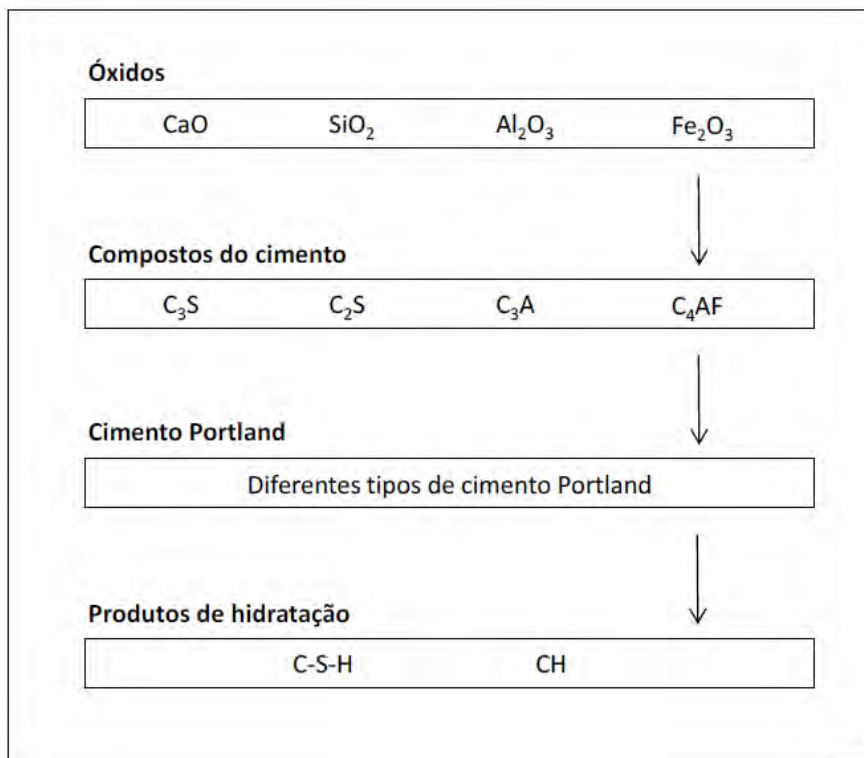 Óxidos
CaO SiO₂ Al₂O₃ Fe₂O₃
Compostos do cimento
C₃S C₂S C₃A C₄AF
Cimento Portland
Diferentes tipos de cimento Portland
Produtos de hidratação
C-S-H CH